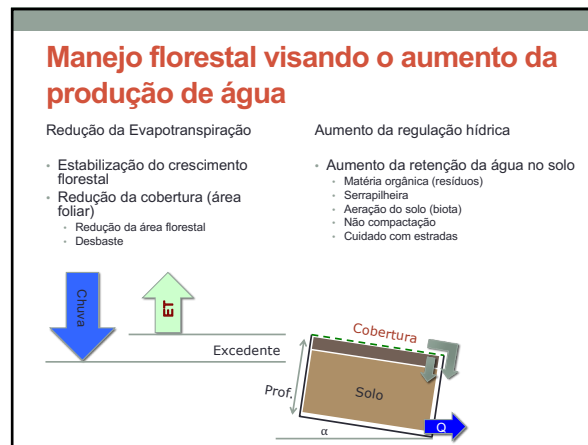 Manejo florestal visando o aumento da
produção de água
Redução da Evapotranspiração
• Estabilização do crescimento
florestal
• Redução da cobertura (área
foliar)
• Redução da área florestal
• Desbaste
Aumento da regulação hídrica
• Aumento da retenção da água no solo
• Matéria orgânica (resíduos)
• Serrapilheira
• Aeração do solo (biota)
• Não compactação
• Cuidado com estradas
Chuva
ET
Excedente
Cobertura
Prof.
Solo
Q
α